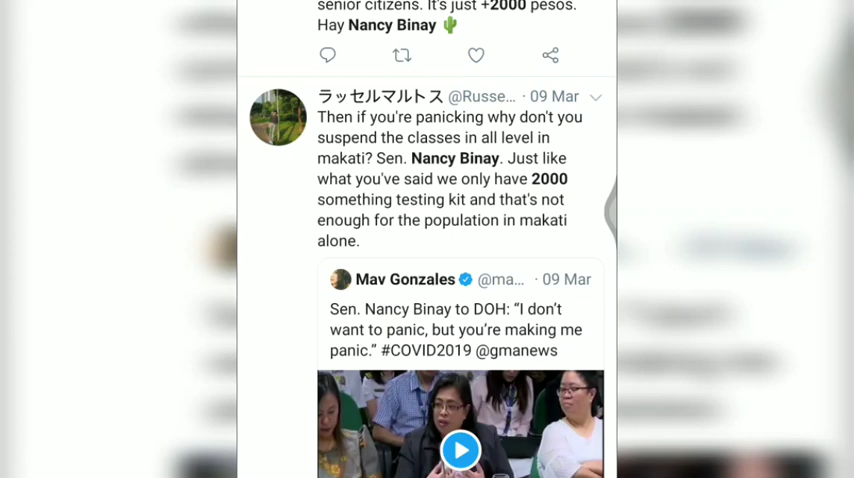 senior citizens. It's just +2000 pesos.
Hay Nancy Binay 🌵
ラッセルマルトス @Russe... · 09 Mar
Then if you're panicking why don't you
suspend the classes in all level in
makati? Sen. Nancy Binay. Just like
what you've said we only have 2000
something testing kit and that's not
enough for the population in makati
alone.
Mav Gonzales @ma... · 09 Mar
Sen. Nancy Binay to DOH: “I don’t
want to panic, but you’re making me
panic.” #COVID2019 @gmanews